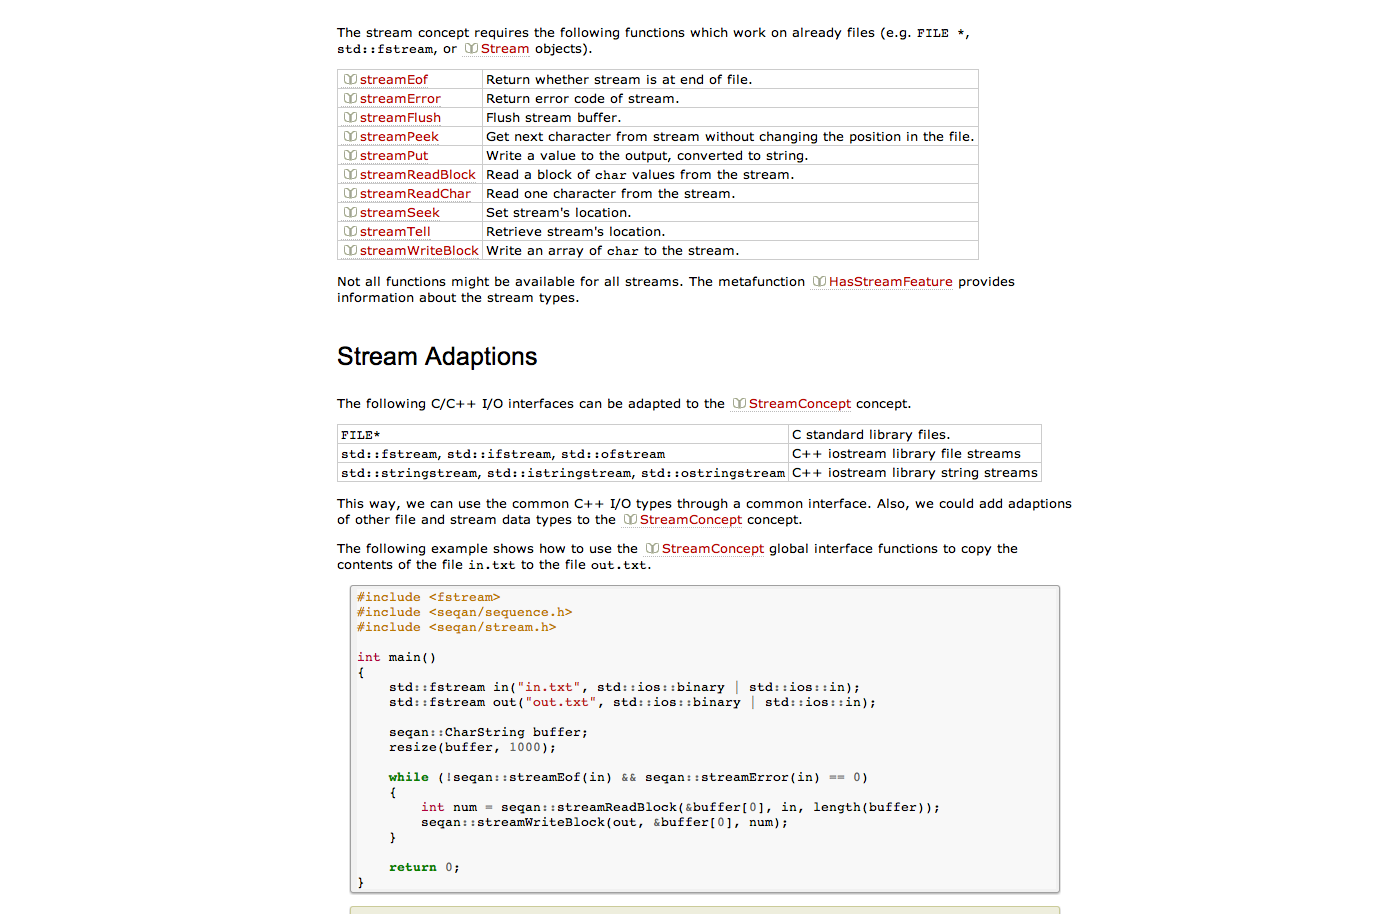 The stream concept requires the following functions which work on already files (e.g. FILE *,
std::fstream, or Stream objects).
streamEof Return whether stream is at end of file.
streamError Return error code of stream.
streamFlush Flush stream buffer.
streamPeek Get next character from stream without changing the position in the file.
streamPut Write a value to the output, converted to string.
streamReadBlock Read a block of char values from the stream.
streamReadChar Read one character from the stream.
streamSeek Set stream's location.
streamTell Retrieve stream's location.
streamWriteBlock Write an array of char to the stream.
Not all functions might be available for all streams. The metafunction HasStreamFeature provides
information about the stream types.
Stream Adaptions
The following C/C++ I/O interfaces can be adapted to the StreamConcept concept.
FILE* C standard library files.
std::fstream, std::ifstream, std::ofstream C++ iostream library file streams
std::stringstream, std::istringstream, std::ostringstream C++ iostream library string streams
This way, we can use the common C++ I/O types through a common interface. Also, we could add adaptions
of other file and stream data types to the StreamConcept concept.
The following example shows how to use the StreamConcept global interface functions to copy the
contents of the file in.txt to the file out.txt.
#include <fstream>
#include <seqan/sequence.h>
#include <seqan/stream.h>
int main()
{
std::fstream in("in.txt", std::ios::binary | std::ios::in);
std::fstream out("out.txt", std::ios::binary | std::ios::in);
seqan::CharString buffer;
resize(buffer, 1000);
while (!seqan::streamEof(in) && seqan::streamError(in) == 0)
{
int num = seqan::streamReadBlock(&buffer[0], in, length(buffer));
seqan::streamWriteBlock(out, &buffer[0], num);
}
return 0;
}